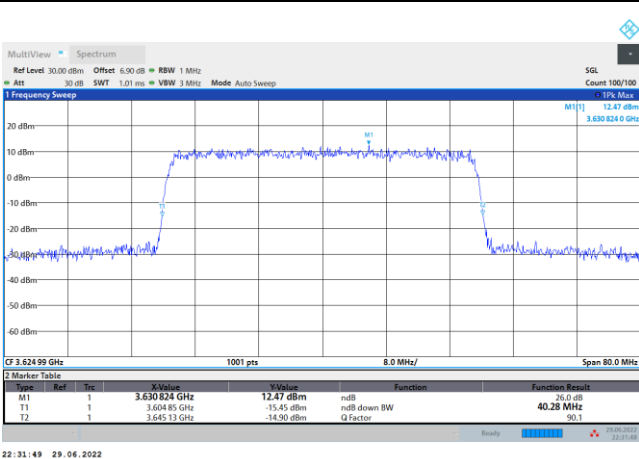 MultiView Spectrum
Ref Level 30.00 dBm Offset 6.90 dB RBW 1 MHz SGL
Att 30 dB SWT 1.01 ms VBW 3 MHz Mode Auto Sweep Count 100/100
1 Frequency Sweep 1Pk Max
M1[1] 12.47 dBm
3.630 824 0 GHz
20 dBm
M1
10 dBm
0 dBm
-10 dBm
T1 T2
-20 dBm
-30 dBm
-40 dBm
-50 dBm
-60 dBm
CF 3.624 99 GHz 1001 pts 8.0 MHz/ Span 80.0 MHz
2 Marker Table
Type Ref Trc X-Value Y-Value Function Function Result
M1 1 3.630 824 GHz 12.47 dBm ndB 26.0 dB
T1 1 3.604 85 GHz -15.45 dBm ndB down BW 40.28 MHz
T2 1 3.645 13 GHz -14.90 dBm Q Factor 90.1
Ready 29.06.2022
22:31:48
22:31:49 29.06.2022